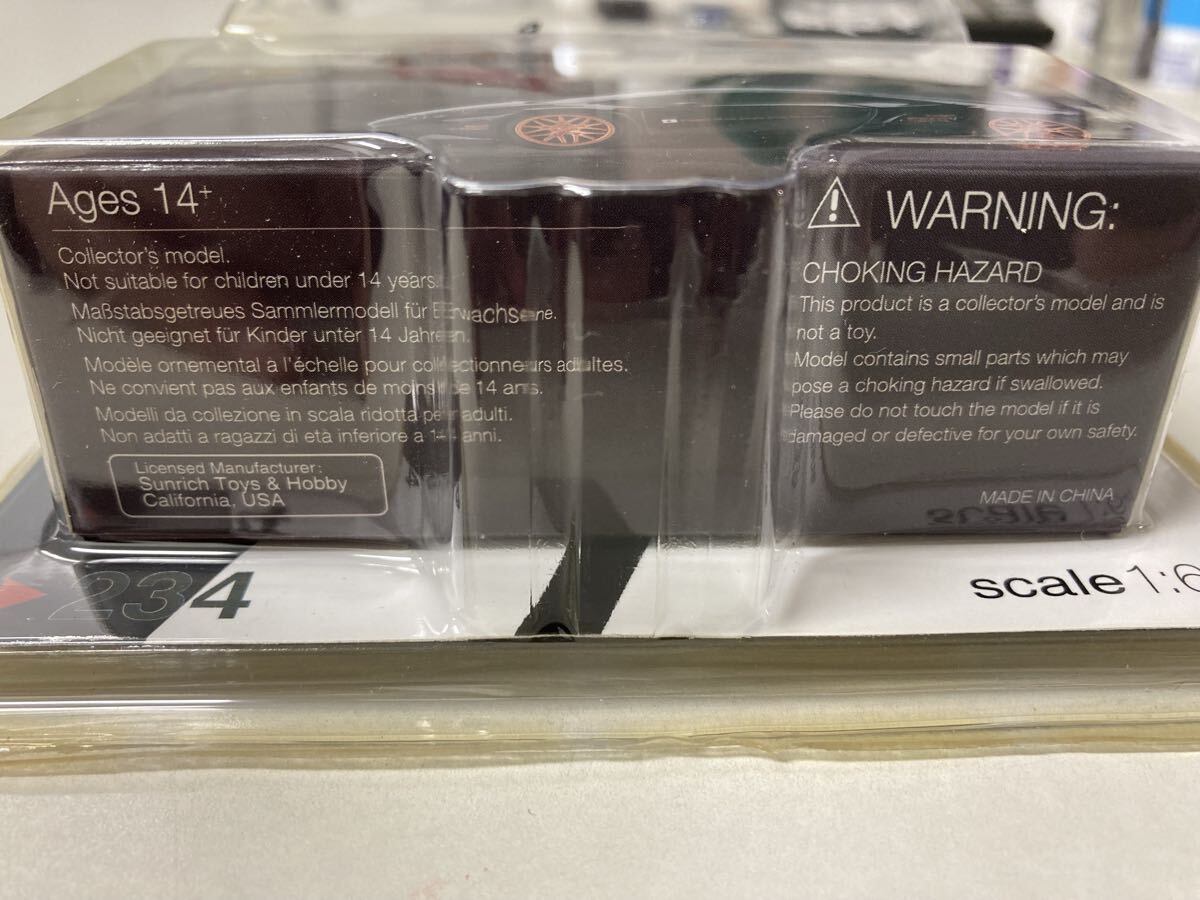 Ages 14+
Collector's model.
Not suitable for children under 14 years.
Maßstabsgetreues Sammlermodell für Erwachsene.
Nicht geeignet für Kinder unter 14 Jahren.
Modèle ornemental à l'échelle pour collectionneurs adultes.
Ne convient pas aux enfants de moins de 14 ans.
Modelli da collezione in scala ridotta per adulti.
Non adatti a ragazzi di età inferiore a 14 anni.
Licensed Manufacturer:
Sunrich Toys & Hobby
California, USA
WARNING:
CHOKING HAZARD
This product is a collector's model and is
not a toy.
Model contains small parts which may
pose a choking hazard if swallowed.
Please do not touch the model if it is
damaged or defective for your own safety.
MADE IN CHINA
234
scale 1:6